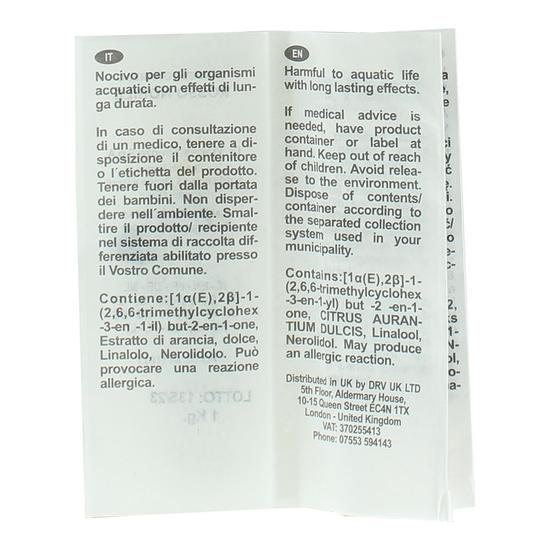 IT
Nocivo per gli organismi
acquatici con effetti di lun-
ga durata.
In caso di consultazione
di un medico, tenere a di-
sposizione il contenitore
o l´etichetta del prodotto.
Tenere fuori dalla portata
dei bambini. Non disper-
dere nell´ambiente. Smal-
tire il prodotto/ recipiente
nel sistema di raccolta dif-
ferenziata abilitato presso
il Vostro Comune.
Contiene:[1α(E),2β]-1-
(2,6,6-trimethylcyclohex
-3-en -1-il) but-2-en-1-one,
Estratto di arancia, dolce,
Linalolo, Nerolidolo. Può
provocare una reazione
allergica.
LOTTO: 13S23
1 Kg.
EN
Harmful to aquatic life
with long lasting effects.
If medical advice is
needed, have product
container or label at
hand. Keep out of reach
of children. Avoid relea-
se to the environment.
Dispose of contents/
container according to
the separated collection
system used in your
municipality.
Contains:[1α(E),2β]-1-
(2,6,6-trimethylcyclohex
-3-en-1-yl) but -2 -en-1-
one, CITRUS AURAN-
TIUM DULCIS, Linalool,
Nerolidol. May produce
an allergic reaction.
Distributed in UK by DRV UK LTD
5th Floor, Aldermary House,
10-15 Queen Street EC4N 1TX
London - United Kingdom
VAT: 370255413
Phone: 07553 594143